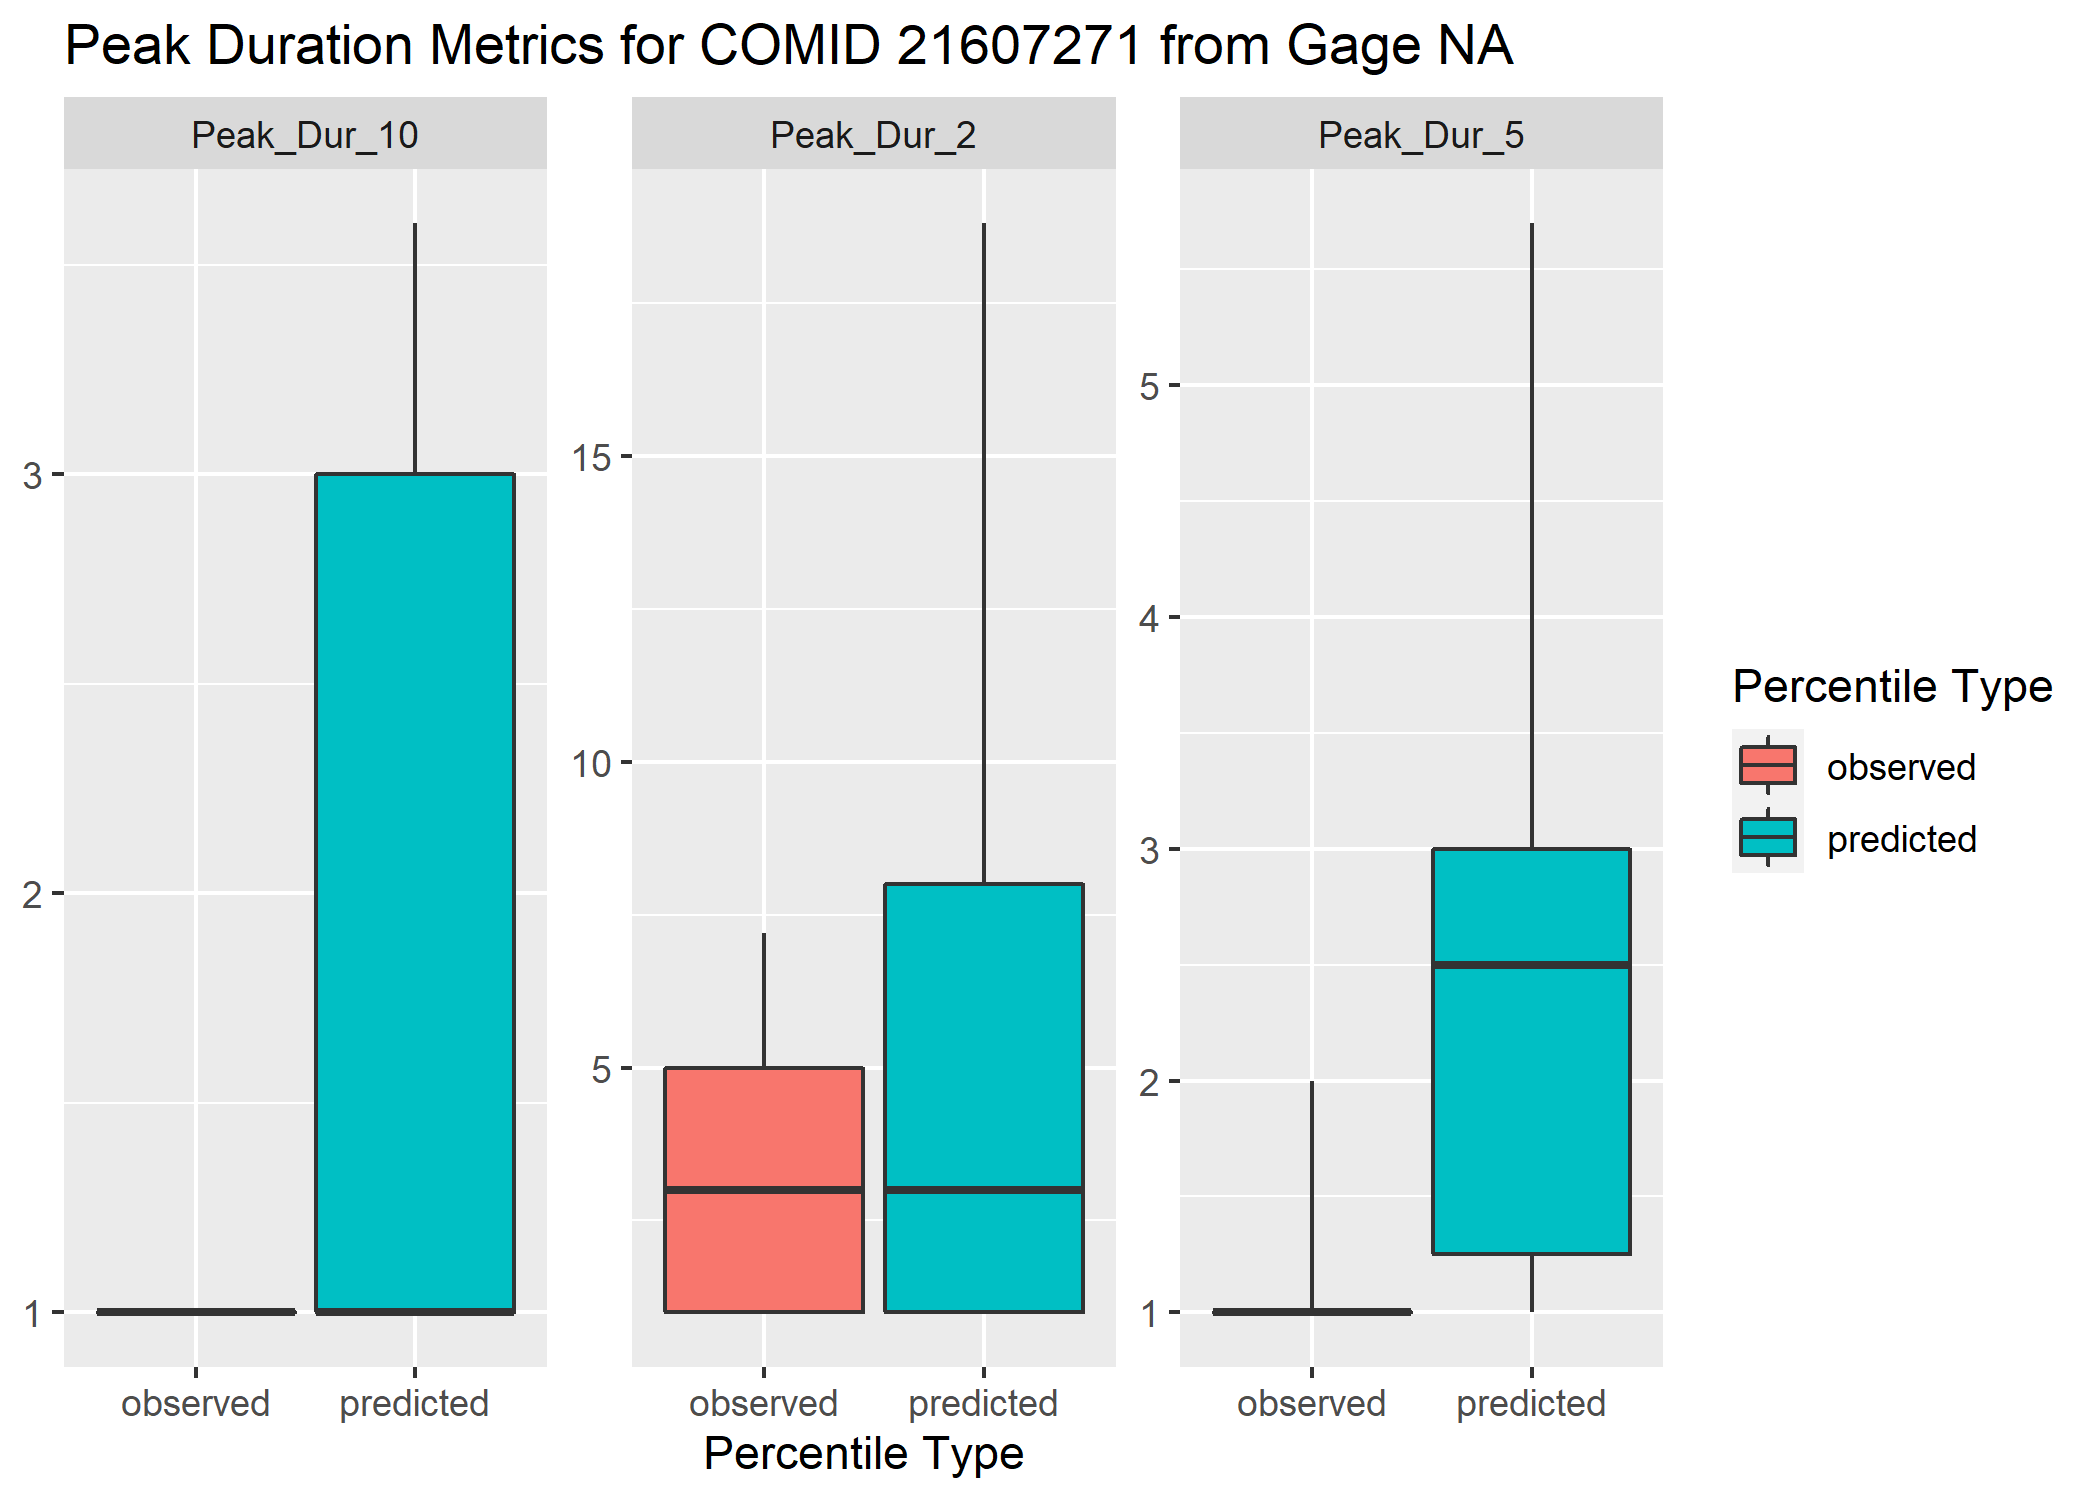 Peak Duration Metrics for COMID 21607271 from Gage NA
Peak_Dur_10
Peak_Dur_2
Peak_Dur_5
3
2
1
15
10
5
5
4
3
2
1
observed
predicted
observed
predicted
observed
predicted
Percentile Type
Percentile Type
observed
predicted